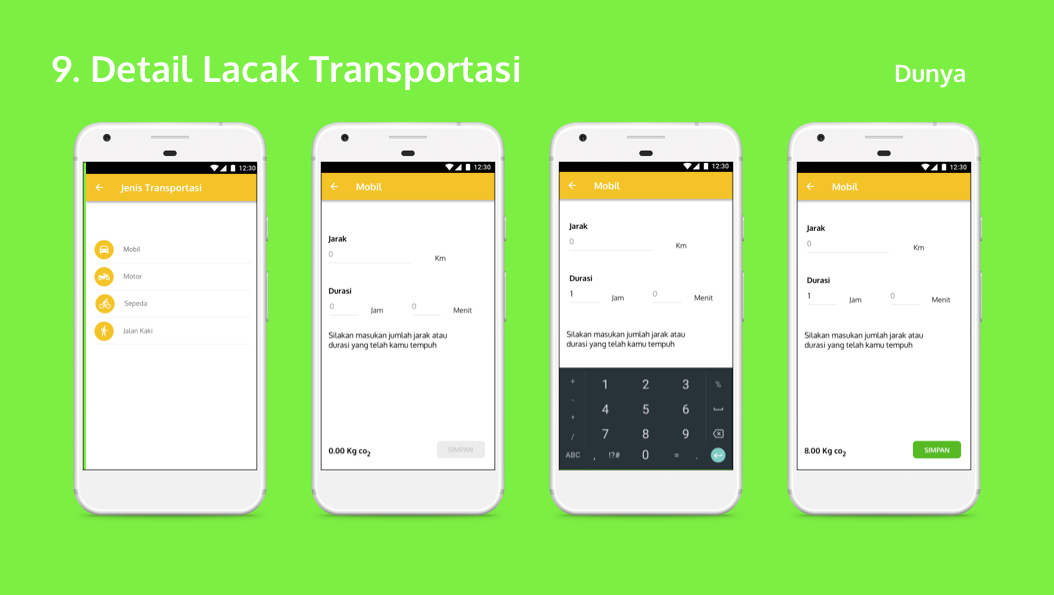 9. Detail Lacak Transportasi
Dunya
12:30
Jenis Transportasi
Mobil
Motor
Sepeda
Jalan Kaki
12:30
Mobil
Jarak
0
Km
Durasi
0 Jam 0 Menit
Silakan masukan jumlah jarak atau
durasi yang telah kamu tempuh
0.00 Kg co2
SIMPAN
12:30
Mobil
Jarak
0
Km
Durasi
1 Jam 0 Menit
Silakan masukan jumlah jarak atau
durasi yang telah kamu tempuh
+ 1 2 3 %
- 4 5 6
* 7 8 9
/
ABC , !?# 0 = .
12:30
Mobil
Jarak
0
Km
Durasi
1 Jam 0 Menit
Silakan masukan jumlah jarak atau
durasi yang telah kamu tempuh
8.00 Kg co2
SIMPAN